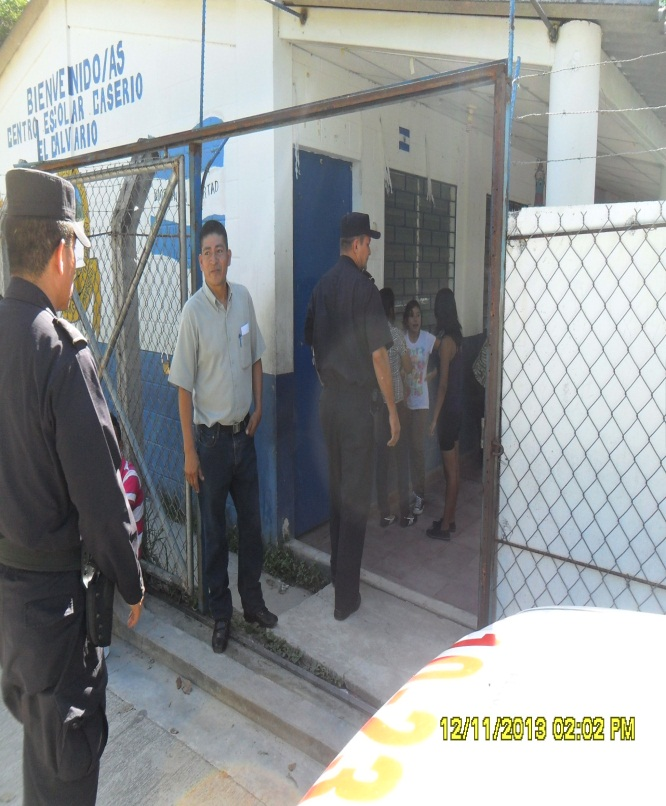 BIENVENIDO/AS
CENTRO ESCOLAR CASERIO
EL CALVARIO
12/11/2013 02:02 PM